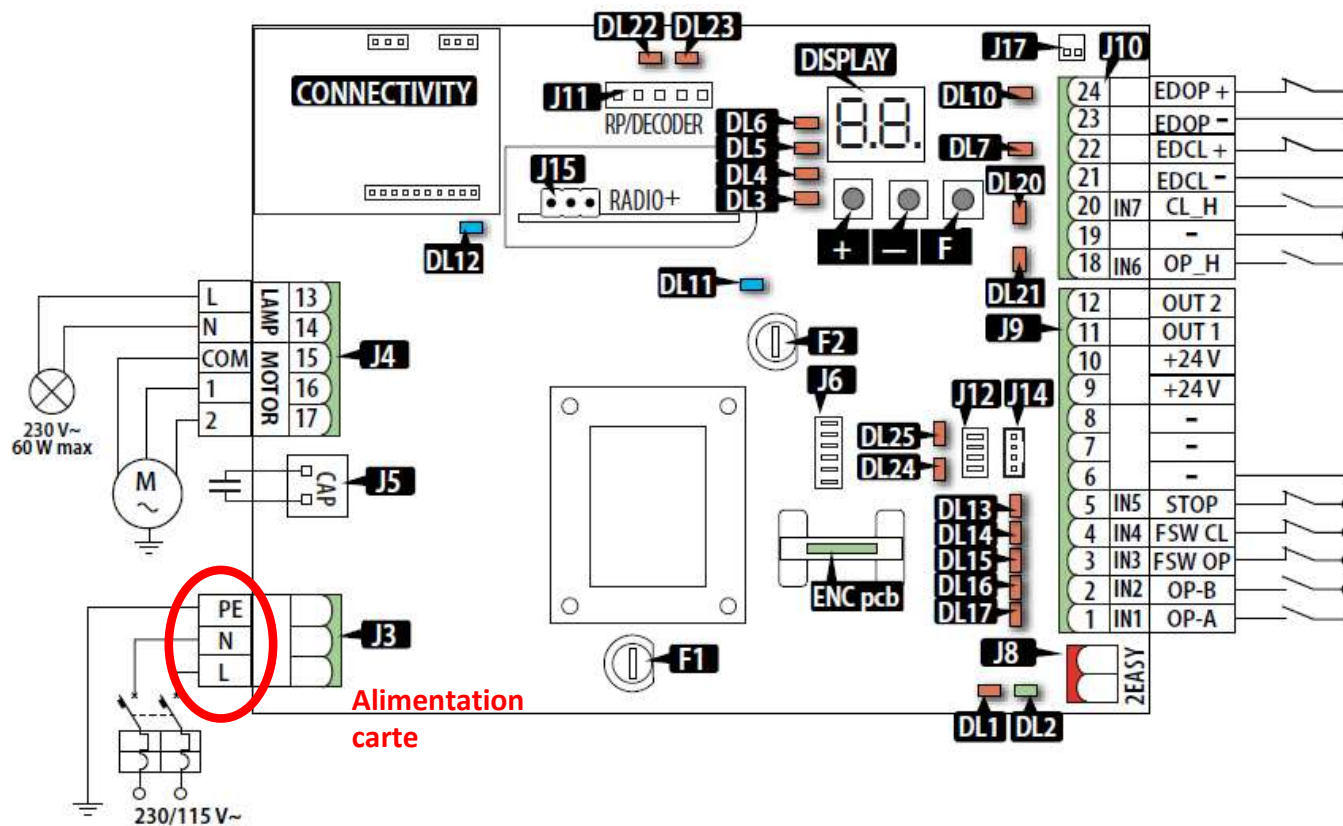 DL22 DL23
J17 J10
DISPLAY
CONNECTIVITY
J11
RP/DECODER
DL6
DL5
DL4
DL3
8.8.
DL10
DL7
DL20
DL21
J15
RADIO+
+ — F
DL12
DL11
24 EDOP +
23 EDOP -
22 EDCL +
21 EDCL -
20 IN7 CL_H
19 -
18 IN6 OP_H
L LAMP 13
N 14
COM MOTOR 15
1 16
2 17
J4
230 V~
60 W max
M
~
CAP
J5
F2
J6
J12 J14
DL25
DL24
J9
12 OUT 2
11 OUT 1
10 +24 V
9 +24 V
8 -
7 -
6 -
5 IN5 STOP
4 IN4 FSW CL
3 IN3 FSW OP
2 IN2 OP-B
1 IN1 OP-A
DL13
DL14
DL15
DL16
DL17
ENC pcb
PE
N
L
J3
F1
J8
2EASY
DL1 DL2
Alimentation
carte
230/115 V~